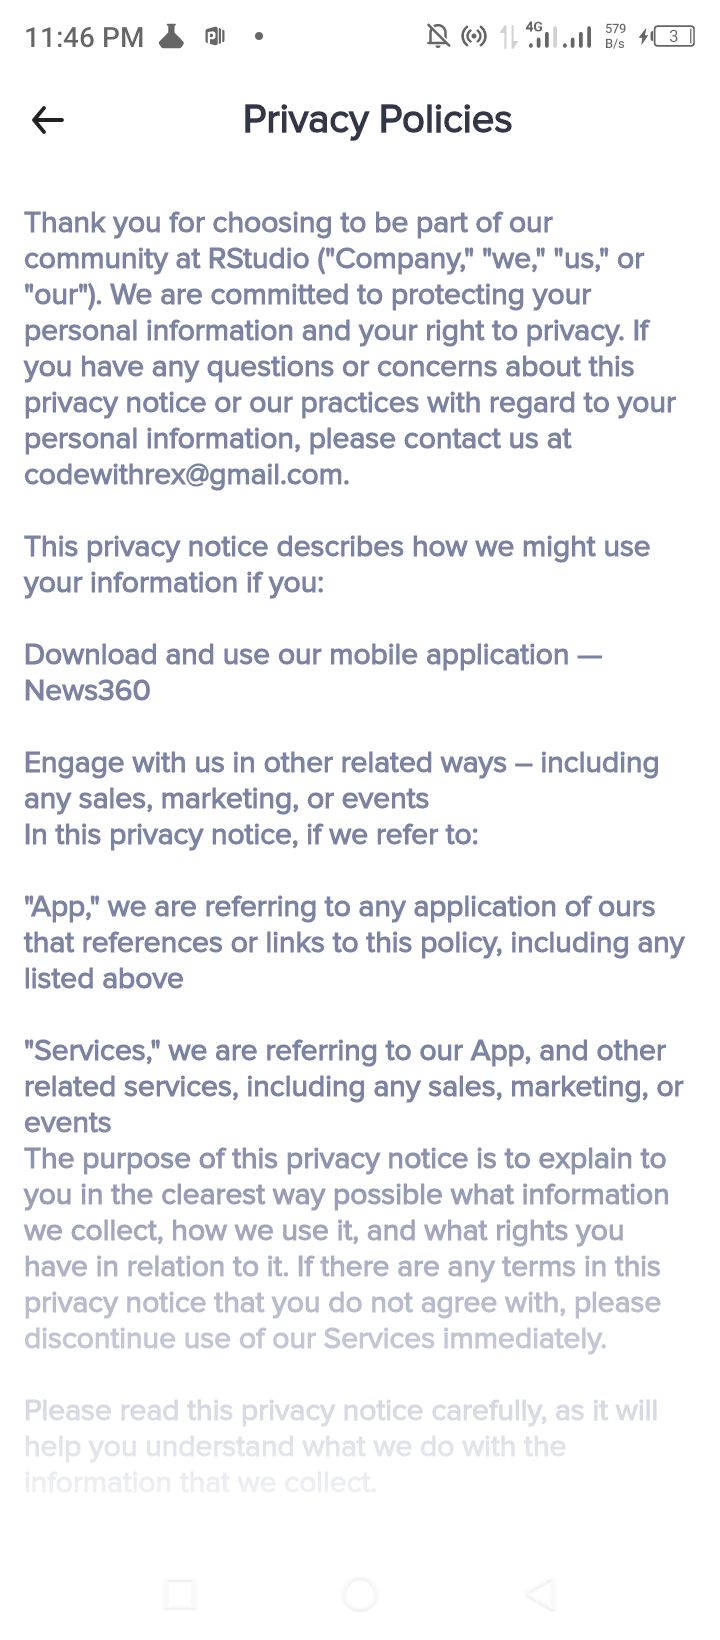 11:46 PM
4G
579
B/s
3
Privacy Policies
Thank you for choosing to be part of our
community at RStudio ("Company," "we," "us," or
"our"). We are committed to protecting your
personal information and your right to privacy. If
you have any questions or concerns about this
privacy notice or our practices with regard to your
personal information, please contact us at
codewithrex@gmail.com.
This privacy notice describes how we might use
your information if you:
Download and use our mobile application —
News360
Engage with us in other related ways – including
any sales, marketing, or events
In this privacy notice, if we refer to:
"App," we are referring to any application of ours
that references or links to this policy, including any
listed above
"Services," we are referring to our App, and other
related services, including any sales, marketing, or
events
The purpose of this privacy notice is to explain to
you in the clearest way possible what information
we collect, how we use it, and what rights you
have in relation to it. If there are any terms in this
privacy notice that you do not agree with, please
discontinue use of our Services immediately.
Please read this privacy notice carefully, as it will
help you understand what we do with the
information that we collect.